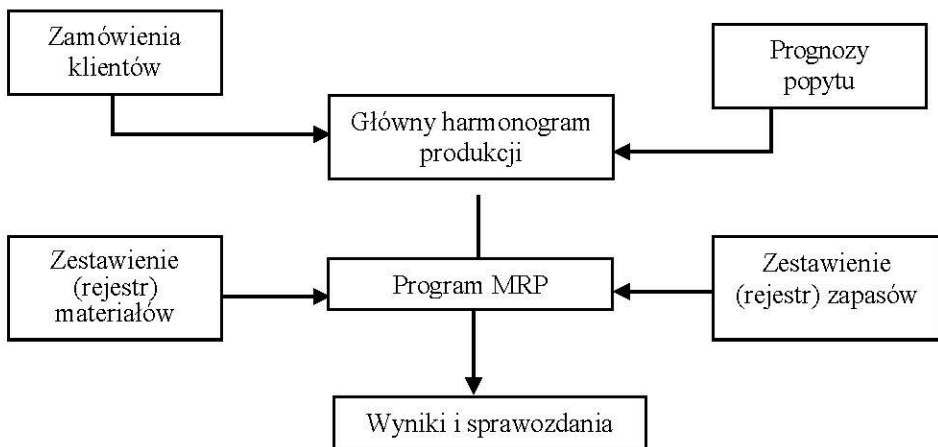 Zamówienia
klientów
Prognozy
popytu
Główny harmonogram
produkcji
Zestawienie
(rejestr)
materiałów
Program MRP
Zestawienie
(rejestr) zapasów
Wyniki i sprawozdania